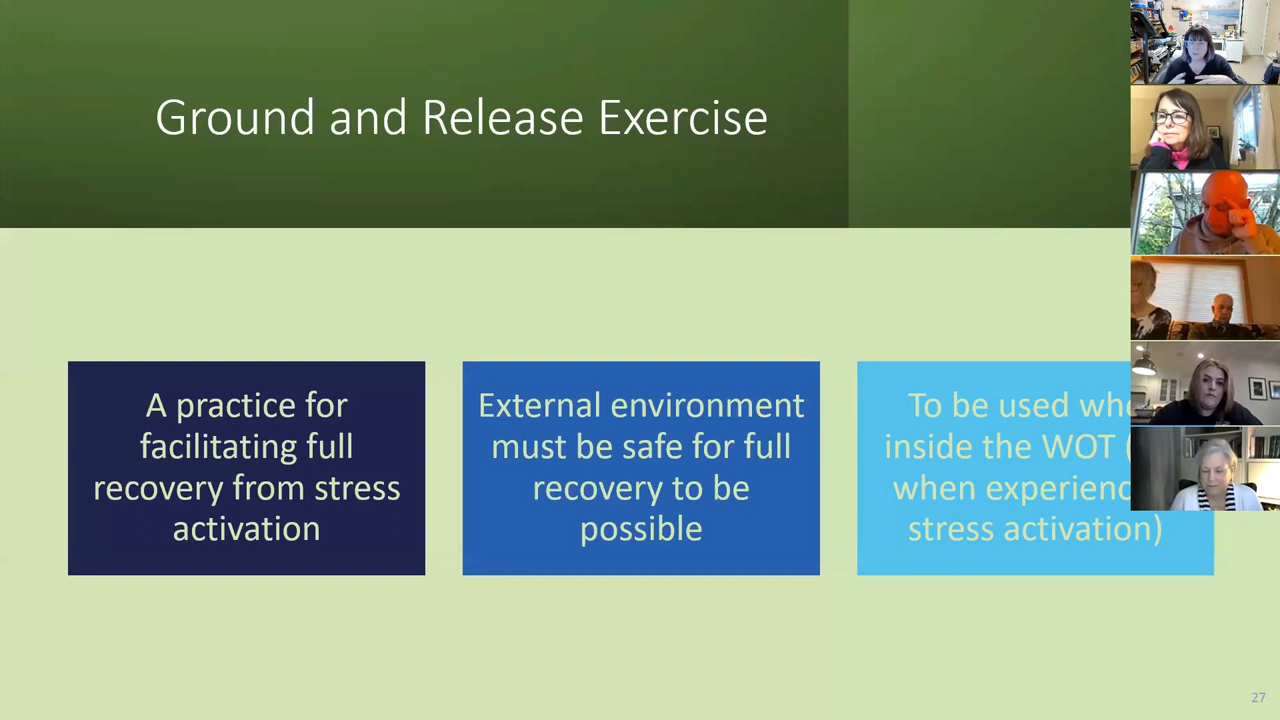 Ground and Release Exercise
A practice for
facilitating full
recovery from stress
activation
External environment
must be safe for full
recovery to be
possible
To be used
inside the WOT (
when
stress activation)
27